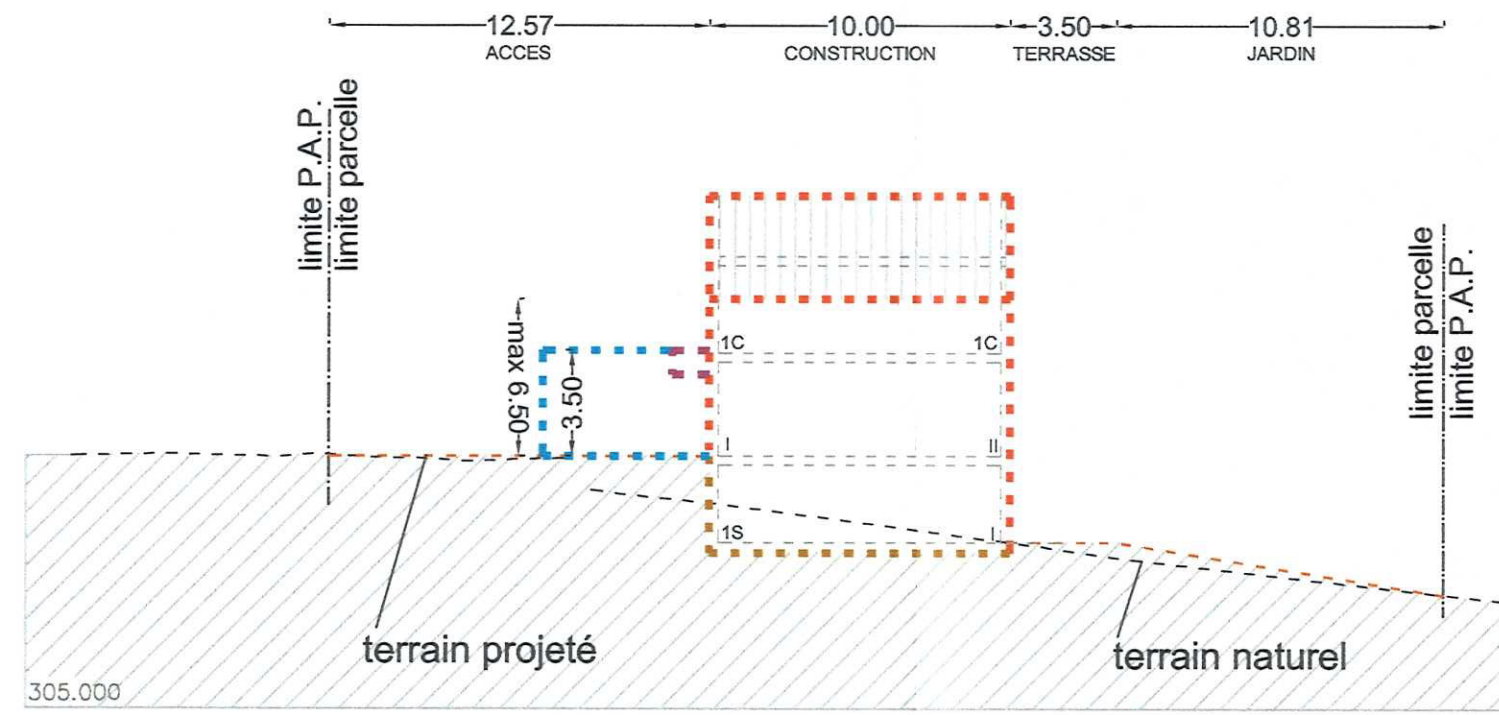 12.57 10.00 3.50 10.81
ACCES CONSTRUCTION TERRASSE JARDIN
limite P.A.P.
limite parcelle
limite parcelle
limite P.A.P.
max 6.50
3.50
1C 1C
I II
1S I
terrain projeté
terrain naturel
305.000